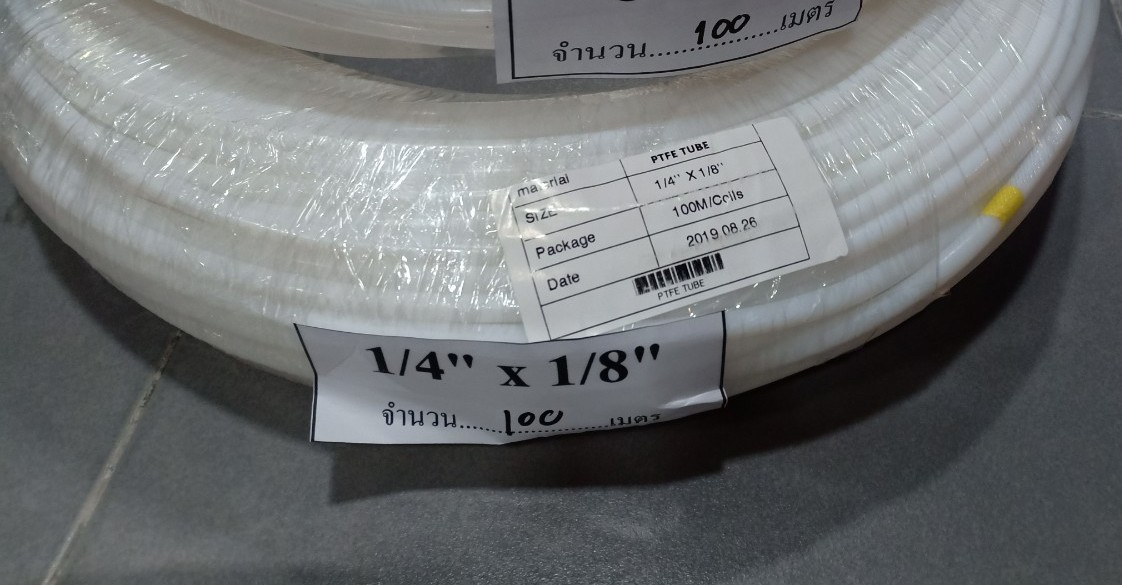 จำนวน..................100....เมตร
material PTFE TUBE
SIZE 1/4" X 1/8"
Package 100M/Coils
Date 2019.08.26
PTFE TUBE
1/4" x 1/8"
จำนวน......100.........เมตร